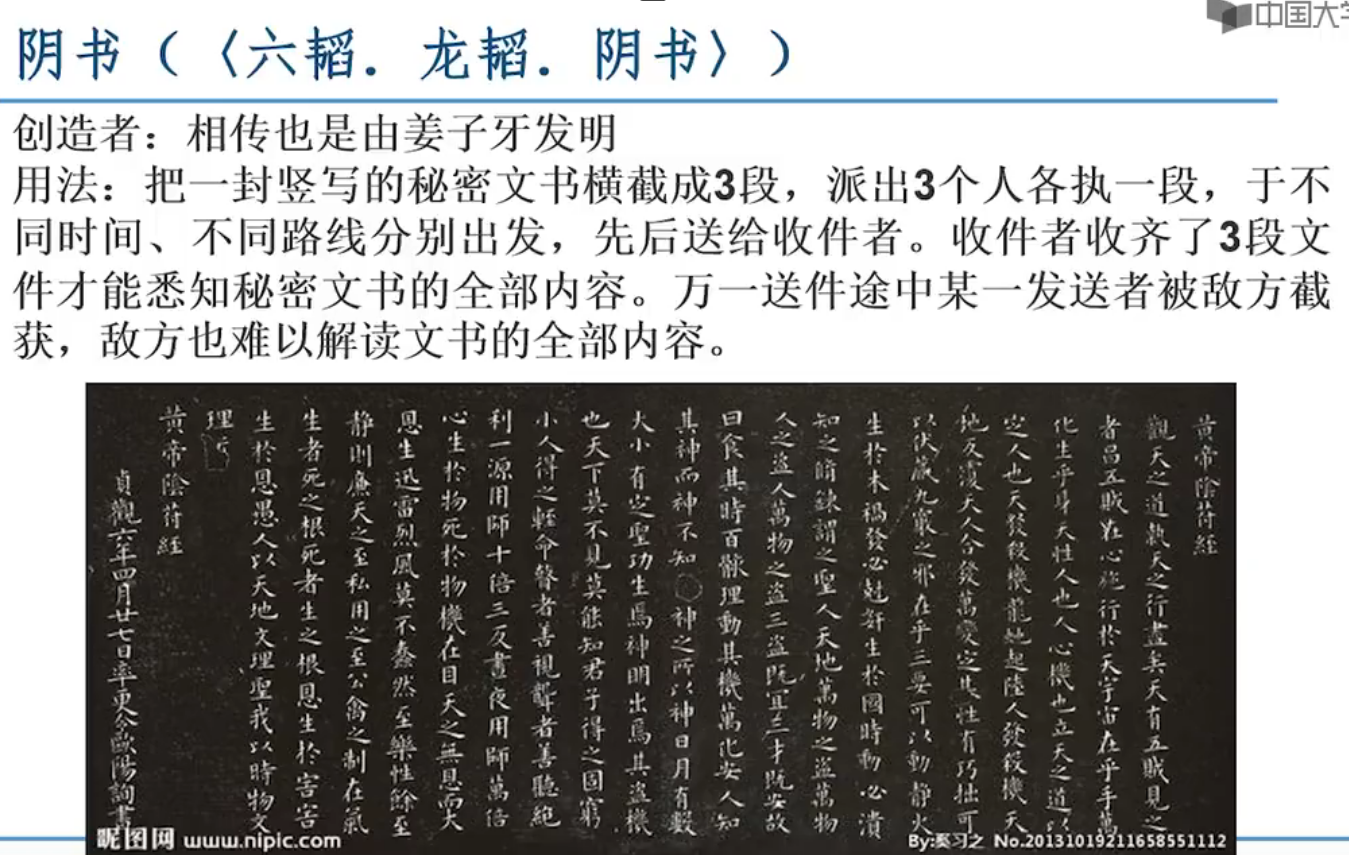 中国大学
阴书（〈六韬．龙韬．阴书〉）
创造者：相传也是由姜子牙发明
用法：把一封竖写的秘密文书横截成3段，派出3个人各执一段，于不
同时间、不同路线分别出发，先后送给收件者。收件者收齐了3段文
件才能悉知秘密文书的全部内容。万一送件途中某一发送者被敌方截
获，敌方也难以解读文书的全部内容。
黄帝陰符經
觀天之道執天之行盡矣天有五賊見之
者昌五賊在心施行於天宇宙在乎手萬
化生乎身天性人也人心機也立天之道以
定人也天發殺機龍虵起陸人發殺機天
地反覆天人合發萬變定基性有巧拙可
以伏藏九竅之邪在乎三要可以動静火
生於木禍發必尅奸生於國時動必潰
知之脩鍊謂之聖人天地萬物之盗萬物
人之盗人萬物之盗三盗既冝三才既安故
曰食其時百骸理動其機萬化安人知
其神而神不知神之所以神日月有數
大小有定聖功生焉神明出焉其盗機
也天下莫不見莫能知君子得之固窮
小人得之輕命瞽者善視聾者善聽絶
利一源用師十倍三反晝夜用師萬倍
心生於物死於物機在目天之無恩而大
恩生迅雷烈風莫不蠢然至樂性餘至
静則廉天之至私用之至公禽之制在氣
生者死之根死者生之根恩生於害害
生於恩愚人以天地文理聖我以時物文
理
黄帝陰符經
貞觀六年四月廿七日率更令歐陽詢書
昵图网 www.nipic.com
By:奚习之 No.20131019211658551112